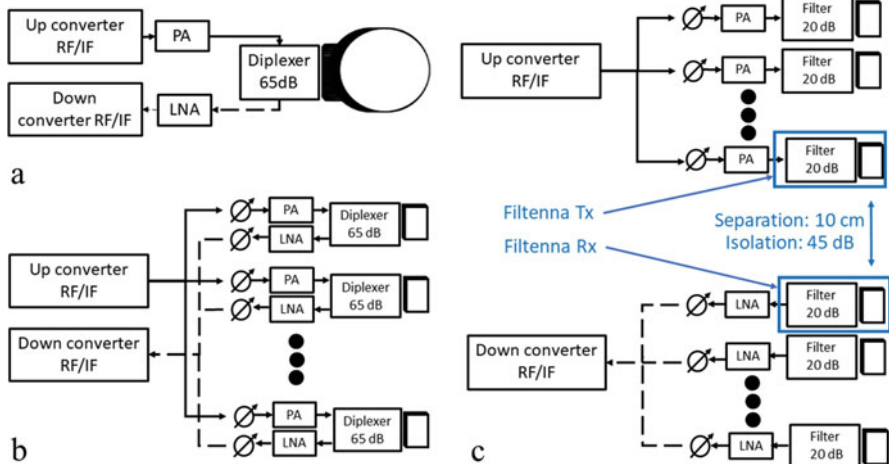 Up converter
RF/IF
PA
Diplexer
65dB
Down
converter RF/IF
LNA
a
Up converter
RF/IF
Down converter
RF/IF
PA
LNA
Diplexer
65 dB
PA
LNA
Diplexer
65 dB
PA
LNA
Diplexer
65 dB
b
Up converter
RF/IF
PA
Filter
20 dB
PA
Filter
20 dB
PA
Filter
20 dB
Filtenna Tx
Filtenna Rx
Separation: 10 cm
Isolation: 45 dB
Down converter
RF/IF
LNA
Filter
20 dB
LNA
Filter
20 dB
LNA
Filter
20 dB
c